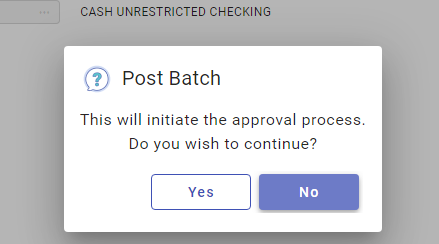 CASH UNRESTRICTED CHECKING
Post Batch
This will initiate the approval process.
Do you wish to continue?
Yes
No